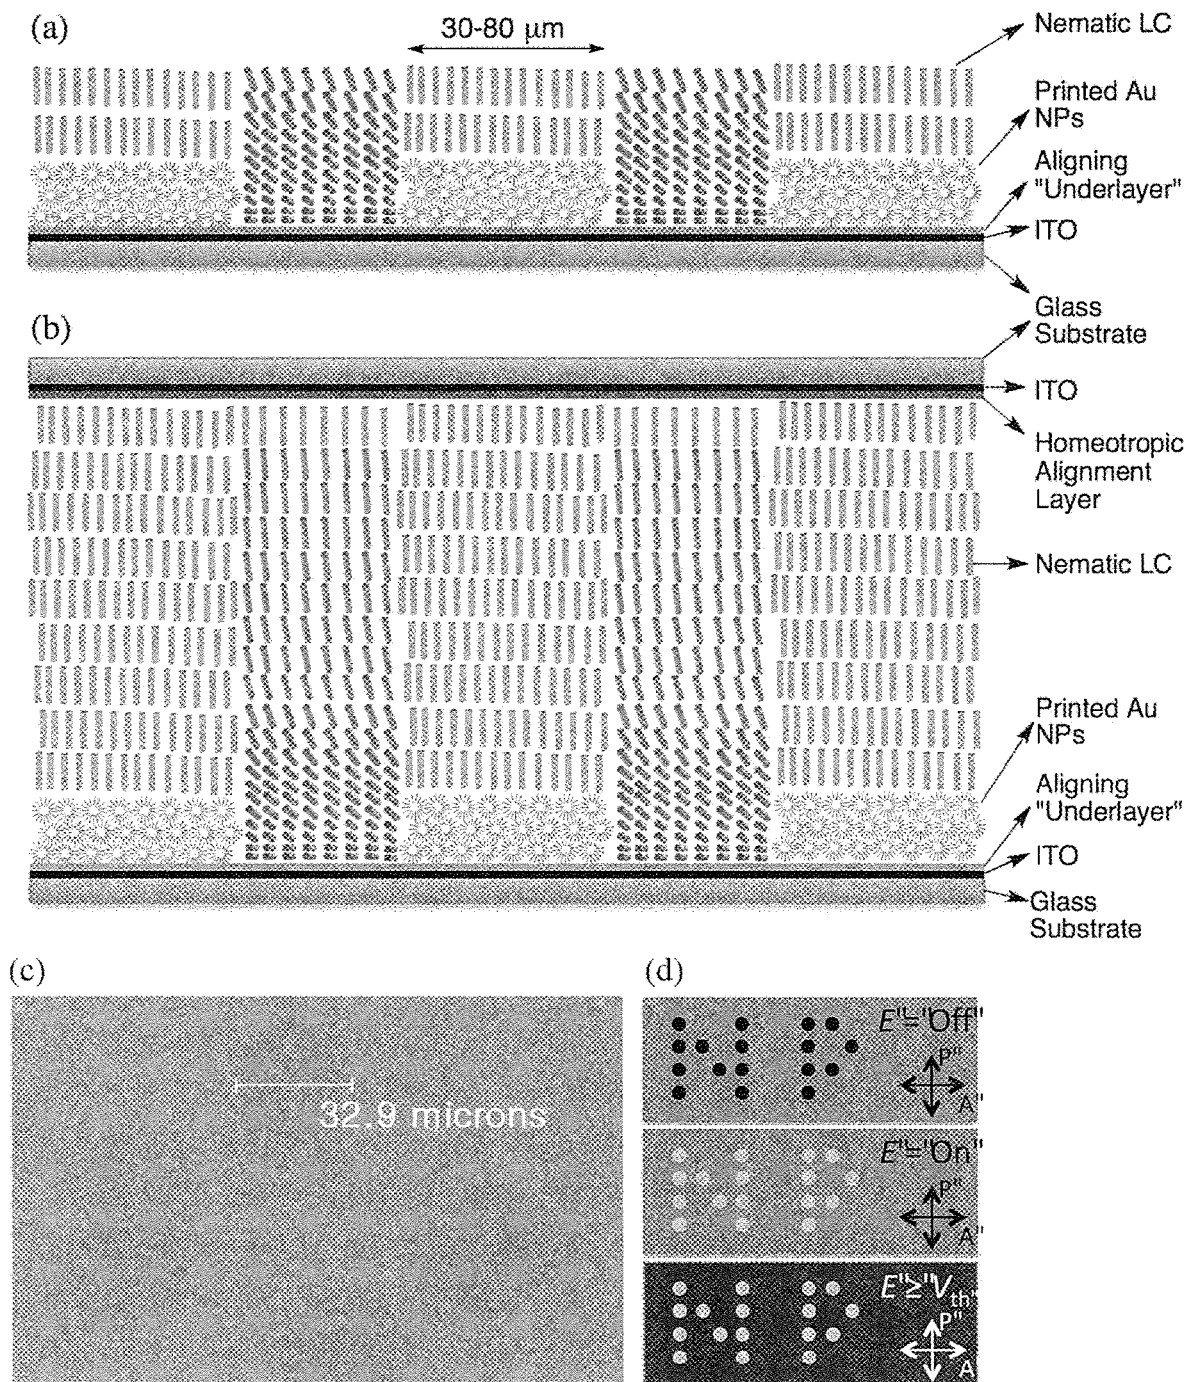 (a)
30-80 μm
Nematic LC
Printed Au
NPs
Aligning
"Underlayer"
ITO
Glass
Substrate
(b)
ITO
Homeotropic
Alignment
Layer
Nematic LC
Printed Au
NPs
Aligning
"Underlayer"
ITO
Glass
Substrate
(c)
32.9 microns
(d)
E"="Off"
P"
A"
E"="On"
P"
A"
E"≥"Vth"
P"
A